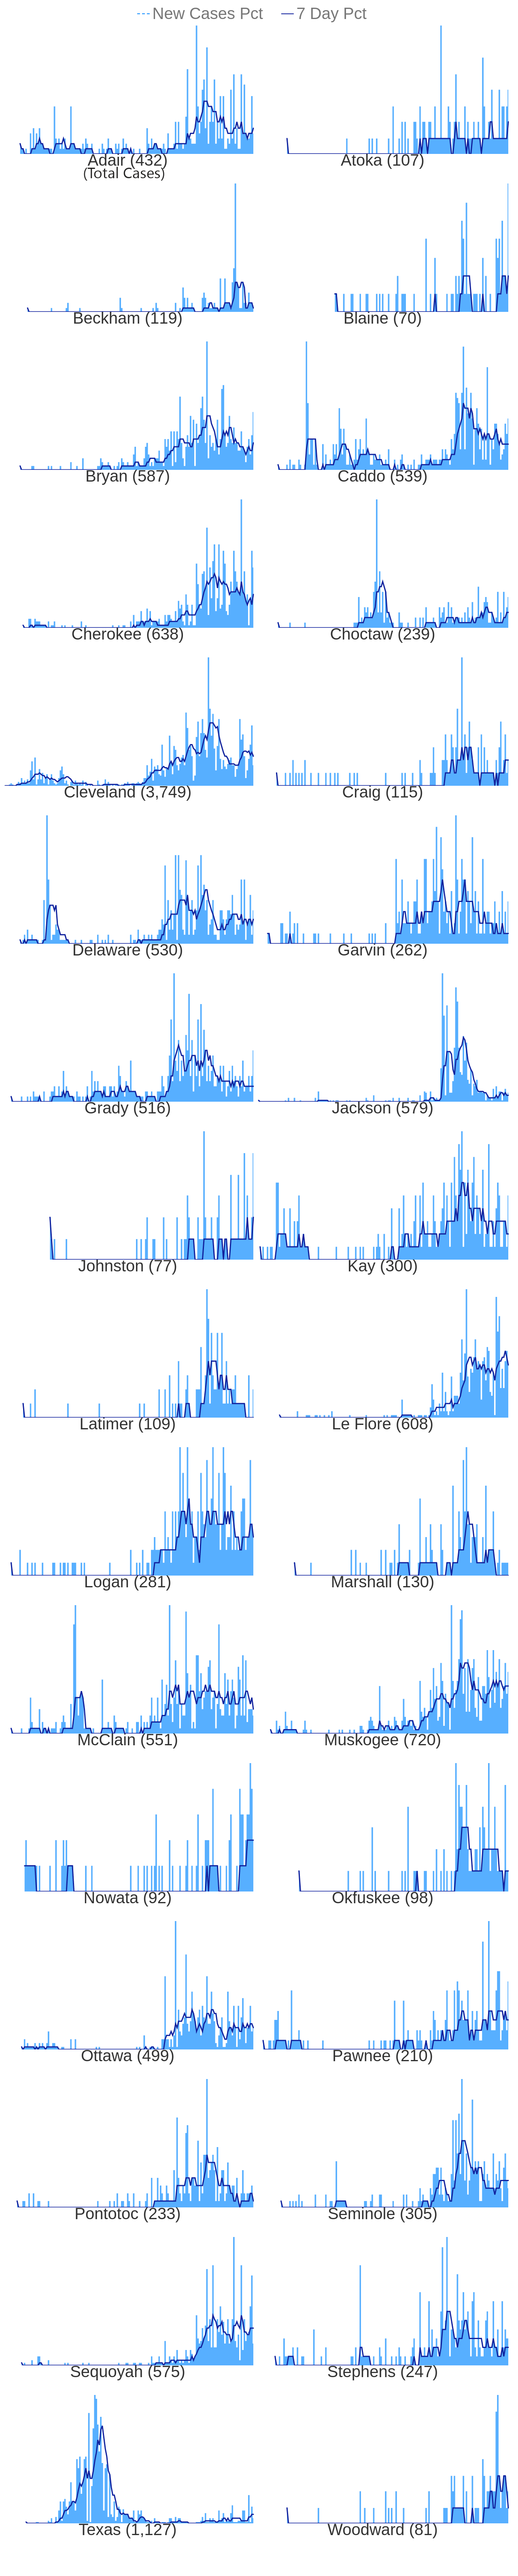 New Cases Pct 7 Day Pct
Adair (432) Atoka (107)
(Total Cases)
Beckham (119) Blaine (70)
Bryan (587) Caddo (539)
Cherokee (638) Choctaw (239)
Cleveland (3,749) Craig (115)
Delaware (530) Garvin (262)
Grady (516) Jackson (579)
Johnston (77) Kay (300)
Latimer (109) Le Flore (608)
Logan (281) Marshall (130)
McClain (551) Muskogee (720)
Nowata (92) Okfuskee (98)
Ottawa (499) Pawnee (210)
Pontotoc (233) Seminole (305)
Sequoyah (575) Stephens (247)
Texas (1,127) Woodward (81)